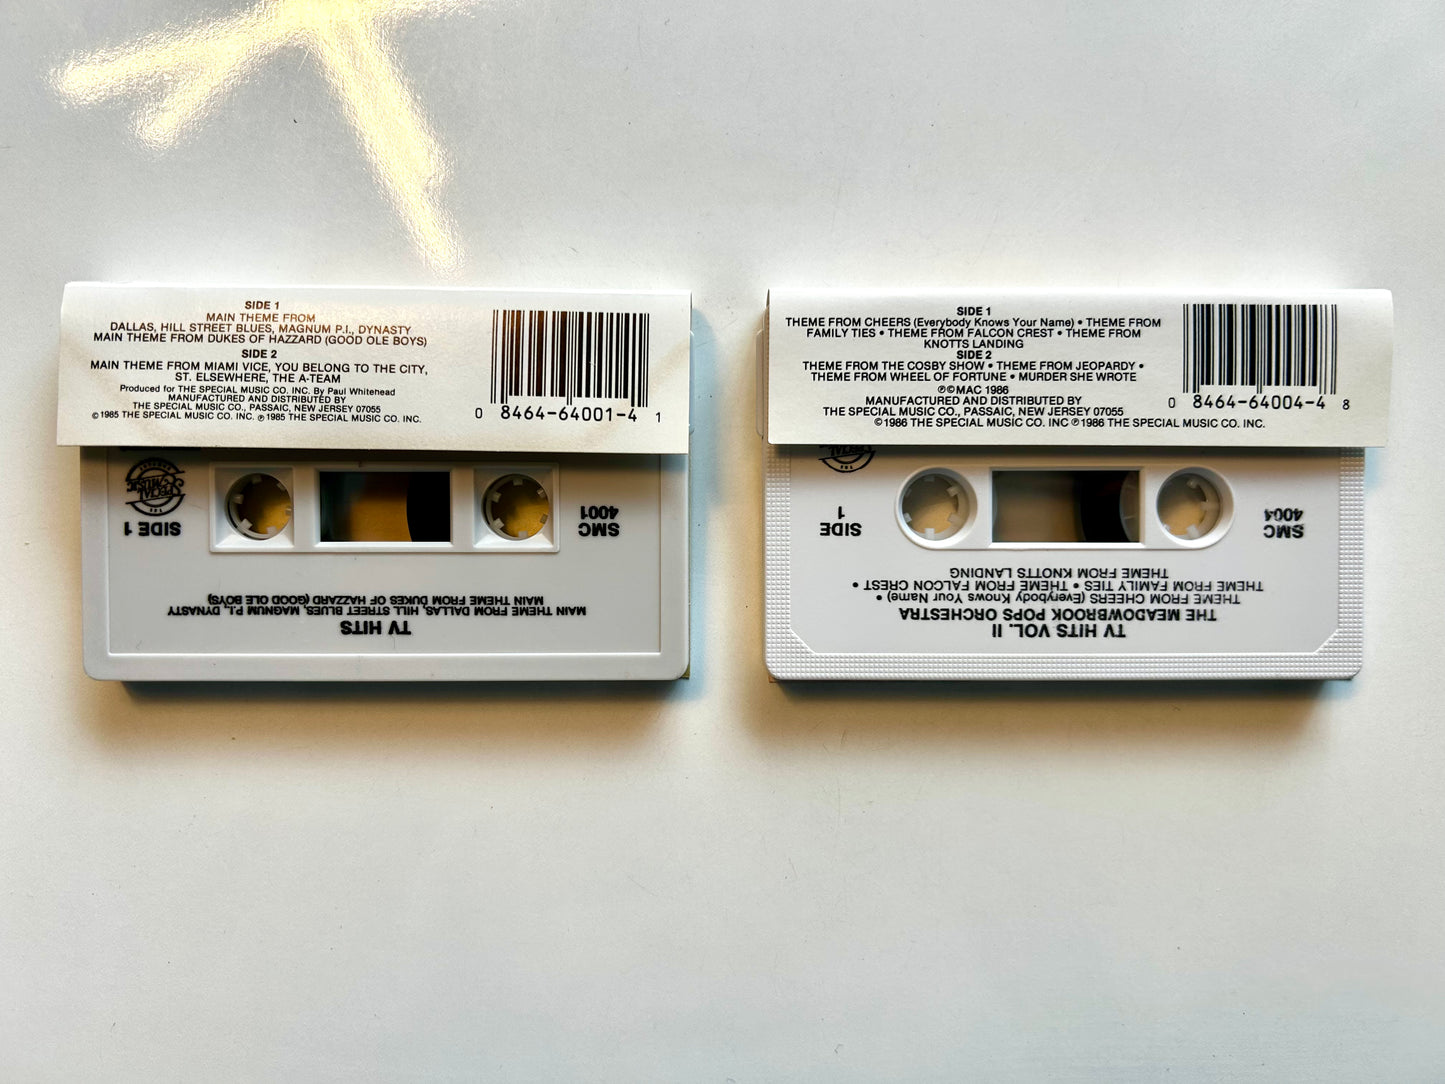 SIDE 1
MAIN THEME FROM
DALLAS, HILL STREET BLUES, MAGNUM P.I., DYNASTY
MAIN THEME FROM DUKES OF HAZZARD (GOOD OLE BOYS)
SIDE 2
MAIN THEME FROM MIAMI VICE, YOU BELONG TO THE CITY,
ST. ELSEWHERE, THE A-TEAM
Produced for THE SPECIAL MUSIC CO. INC. By Paul Whitehead
MANUFACTURED AND DISTRIBUTED BY
THE SPECIAL MUSIC CO., PASSAIC, NEW JERSEY 07055
© 1985 THE SPECIAL MUSIC CO. INC. ℗ 1985 THE SPECIAL MUSIC CO. INC.
0 8464-64001-4 1
THE SPECIAL MUSIC COMPANY
SIDE 1
SMC
4001
TV HITS
MAIN THEME FROM DALLAS, HILL STREET BLUES, MAGNUM P.I., DYNASTY
MAIN THEME FROM DUKES OF HAZZARD (GOOD OLE BOYS)
SIDE 1
THEME FROM CHEERS (Everybody Knows Your Name) • THEME FROM
FAMILY TIES • THEME FROM FALCON CREST • THEME FROM
KNOTTS LANDING
SIDE 2
THEME FROM THE COSBY SHOW • THEME FROM JEOPARDY •
THEME FROM WHEEL OF FORTUNE • MURDER SHE WROTE
℗©MAC 1986
MANUFACTURED AND DISTRIBUTED BY
THE SPECIAL MUSIC CO., PASSAIC, NEW JERSEY 07055
©1986 THE SPECIAL MUSIC CO. INC ℗1986 THE SPECIAL MUSIC CO. INC.
0 8464-64004-4 8
THE SPECIAL
SIDE
1
SMC
4004
TV HITS VOL. II
THE MEADOWBROOK POPS ORCHESTRA
THEME FROM CHEERS (Everybody Knows Your Name) •
THEME FROM FAMILY TIES • THEME FROM FALCON CREST •
THEME FROM KNOTTS LANDING